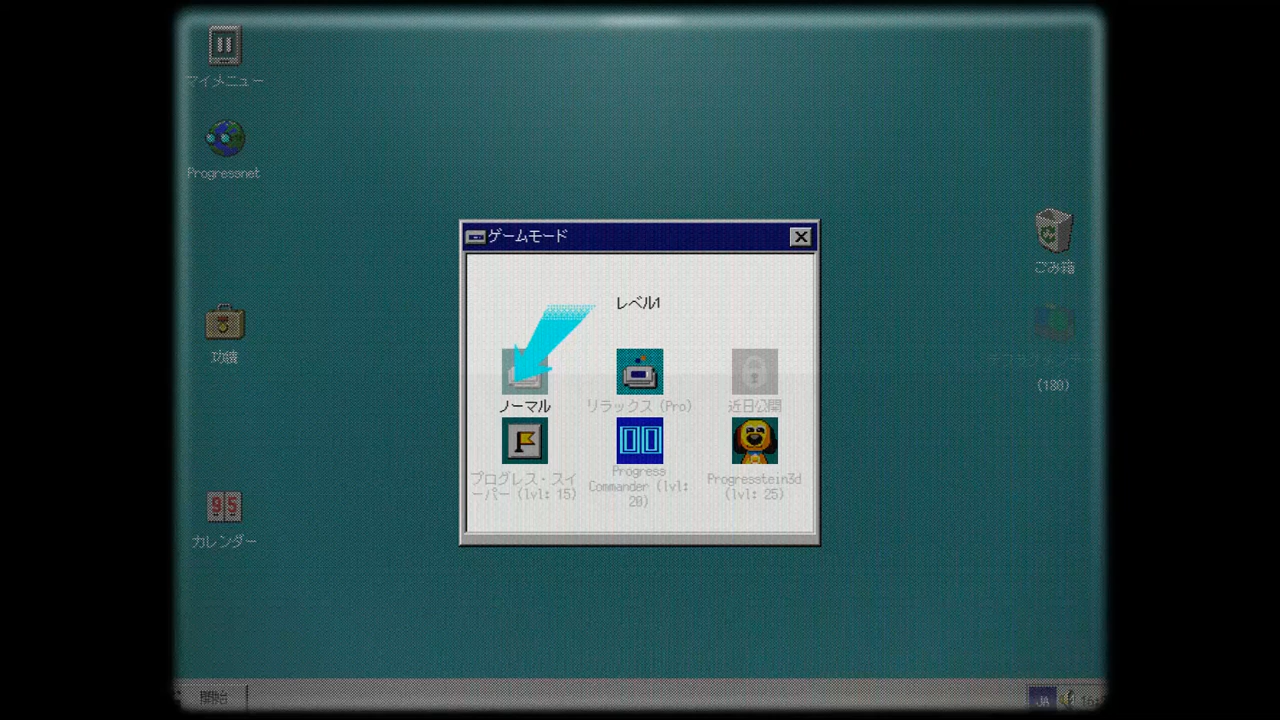 マイメニュー
Progressnet
功績
カレンダー
95
ごみ箱
(180)
ゲームモード
レベル1
ノーマル
リラックス (Pro)
近日公開
プログレス・スイ
ーパー (lvl: 15)
Progress
Commander (lvl:
20)
Progresstein3d
(lvl: 25)
開始
JA